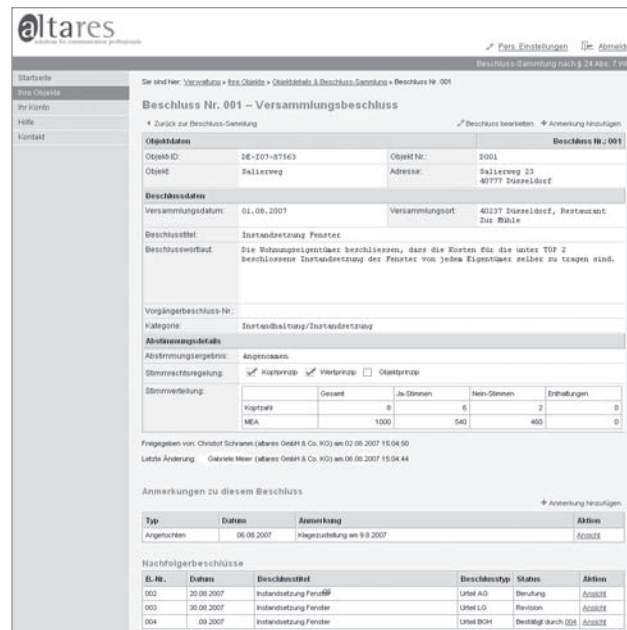 altares
solutions for communication professionals
Pers. Einstellungen Abmelde
Beschluss-Sammlung nach § 24 Abs. 7 W
Startseite
Ihre Objekte
Ihr Konto
Hilfe
Kontakt
Sie sind hier: Verwaltung » Ihre Objekte » Objektdetails & Beschluss-Sammlung » Beschluss Nr. 001
Beschluss Nr. 001 – Versammlungsbeschluss
Zurück zur Beschluss-Sammlung Beschluss bearbeiten Anmerkung hinzufügen
Objektdaten Beschluss Nr.: 001
Objekt-ID: DE-I07-87563 Objekt Nr.: D001
Objekt: Salierweg Adresse: Salierweg 23
40777 Düsseldorf
Beschlussdaten
Versammlungsdatum: 01.08.2007 Versammlungsort: 40237 Düsseldorf, Restaurant
Zur Mühle
Beschlusstitel: Instandsetzung Fenster
Beschlusswortlaut: Die Wohnungseigentümer beschliessen, dass die Kosten für die unter TOP 2
beschlossene Instandsetzung der Fenster von jedem Eigentümer selber zu tragen sind.
Vorgängerbeschluss-Nr.:
Kategorie: Instandhaltung/Instandsetzung
Abstimmungsdetails
Abstimmungsergebnis: Angenommen
Stimmrechtsregelung: Kopfprinzip Wertprinzip Objektprinzip
Stimmverteilung: Gesamt Ja-Stimmen Nein-Stimmen Enthaltungen
Kopfzahl 8 6 2 0
MEA 1000 540 460 0
Freigegeben von: Christof Schramm (altares GmbH & Co. KG) am 02.08.2007 15:04:50
Letzte Änderung: Gabriele Meier (altares GmbH & Co. KG) am 06.08.2007 15:04:44
Anmerkungen zu diesem Beschluss
Anmerkung hinzufügen
Typ Datum Anmerkung Aktion
Angefochten 06.08.2007 Klagezustellung am 9.8.2007 Ansicht
Nachfolgerbeschlüsse
B.-Nr. Datum Beschlusstitel Beschlusstyp Status Aktion
002 20.08.2007 Instandsetzung Fenster Urteil AG Berufung Ansicht
003 30.08.2007 Instandsetzung Fenster Urteil LG Revision Ansicht
004 .09.2007 Instandsetzung Fenster Urteil BGH Bestätigt durch 004 Ansicht